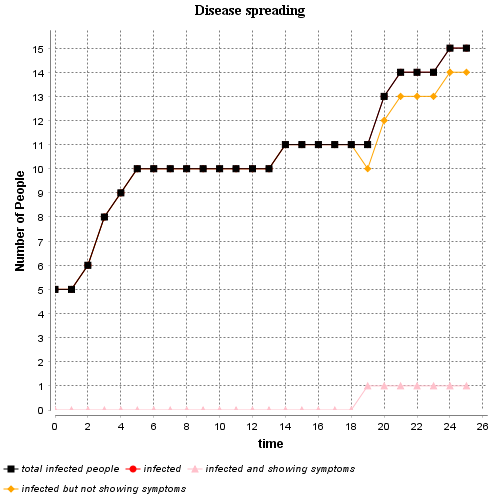 Disease spreading
15
14
13
12
11
10
9
8
7
6
5
4
3
2
1
0
Number of People
0 2 4 6 8 10 12 14 16 18 20 22 24 26
time
total infected people infected infected and showing symptoms
infected but not showing symptoms